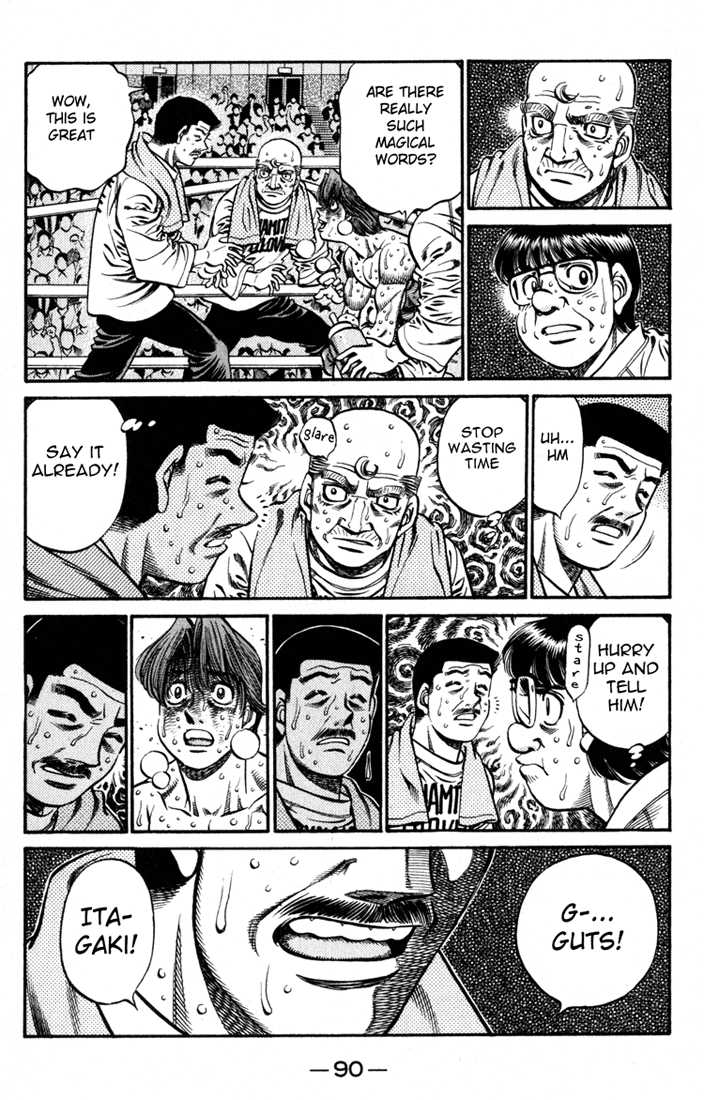 ARE THERE
REALLY
SUCH
MAGICAL
WORDS?
WOW,
THIS IS
GREAT
UH...
HM
STOP
WASTING
TIME
glare
SAY IT
ALREADY!
HURRY
UP AND
TELL
HIM!
stare
G-...
GUTS!
ITA-
GAKI!
— 90 —